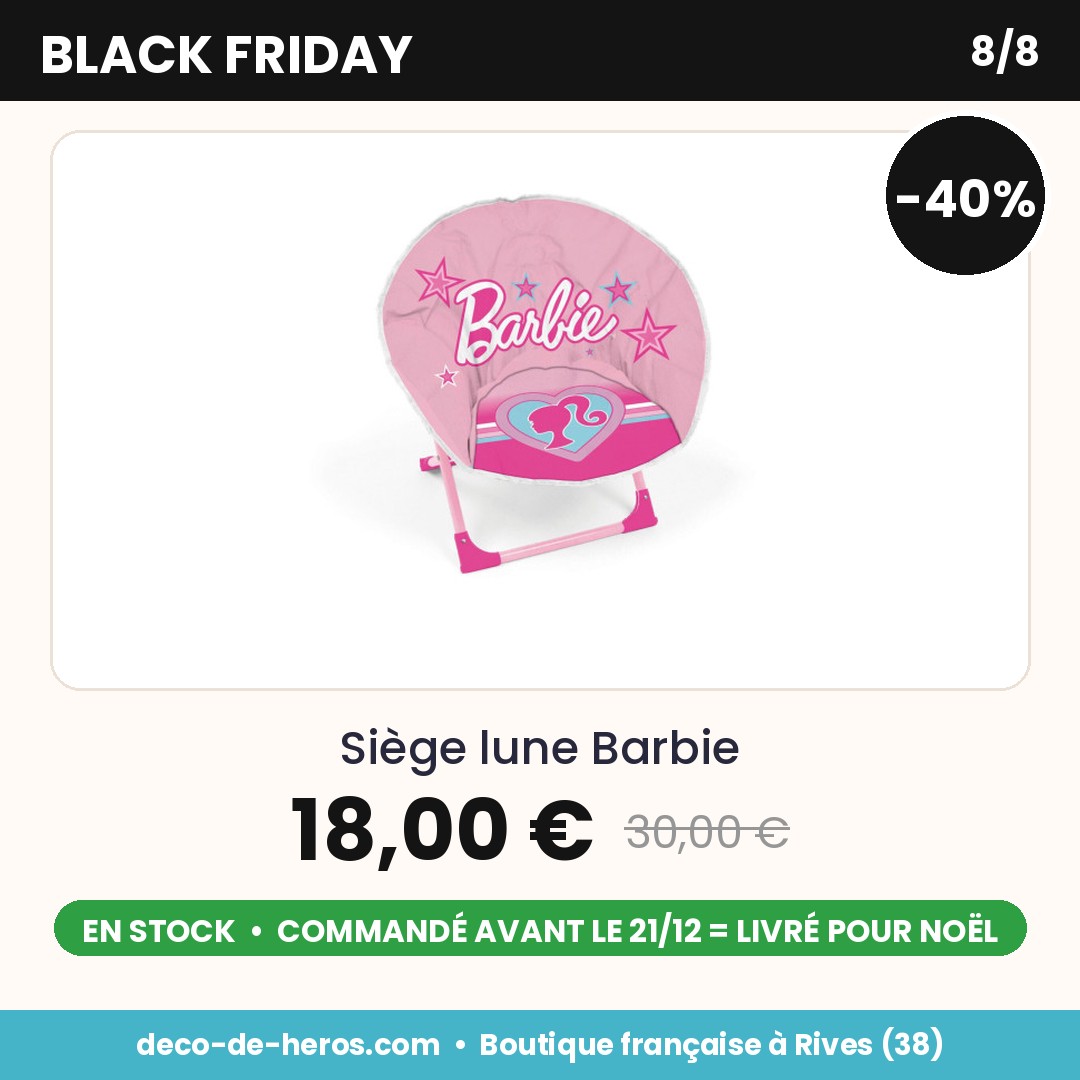 BLACK FRIDAY
8/8
-40%
Barbie
Siège lune Barbie
18,00 € 30,00 €
EN STOCK • COMMANDÉ AVANT LE 21/12 = LIVRÉ POUR NOËL
deco-de-heros.com • Boutique française à Rives (38)